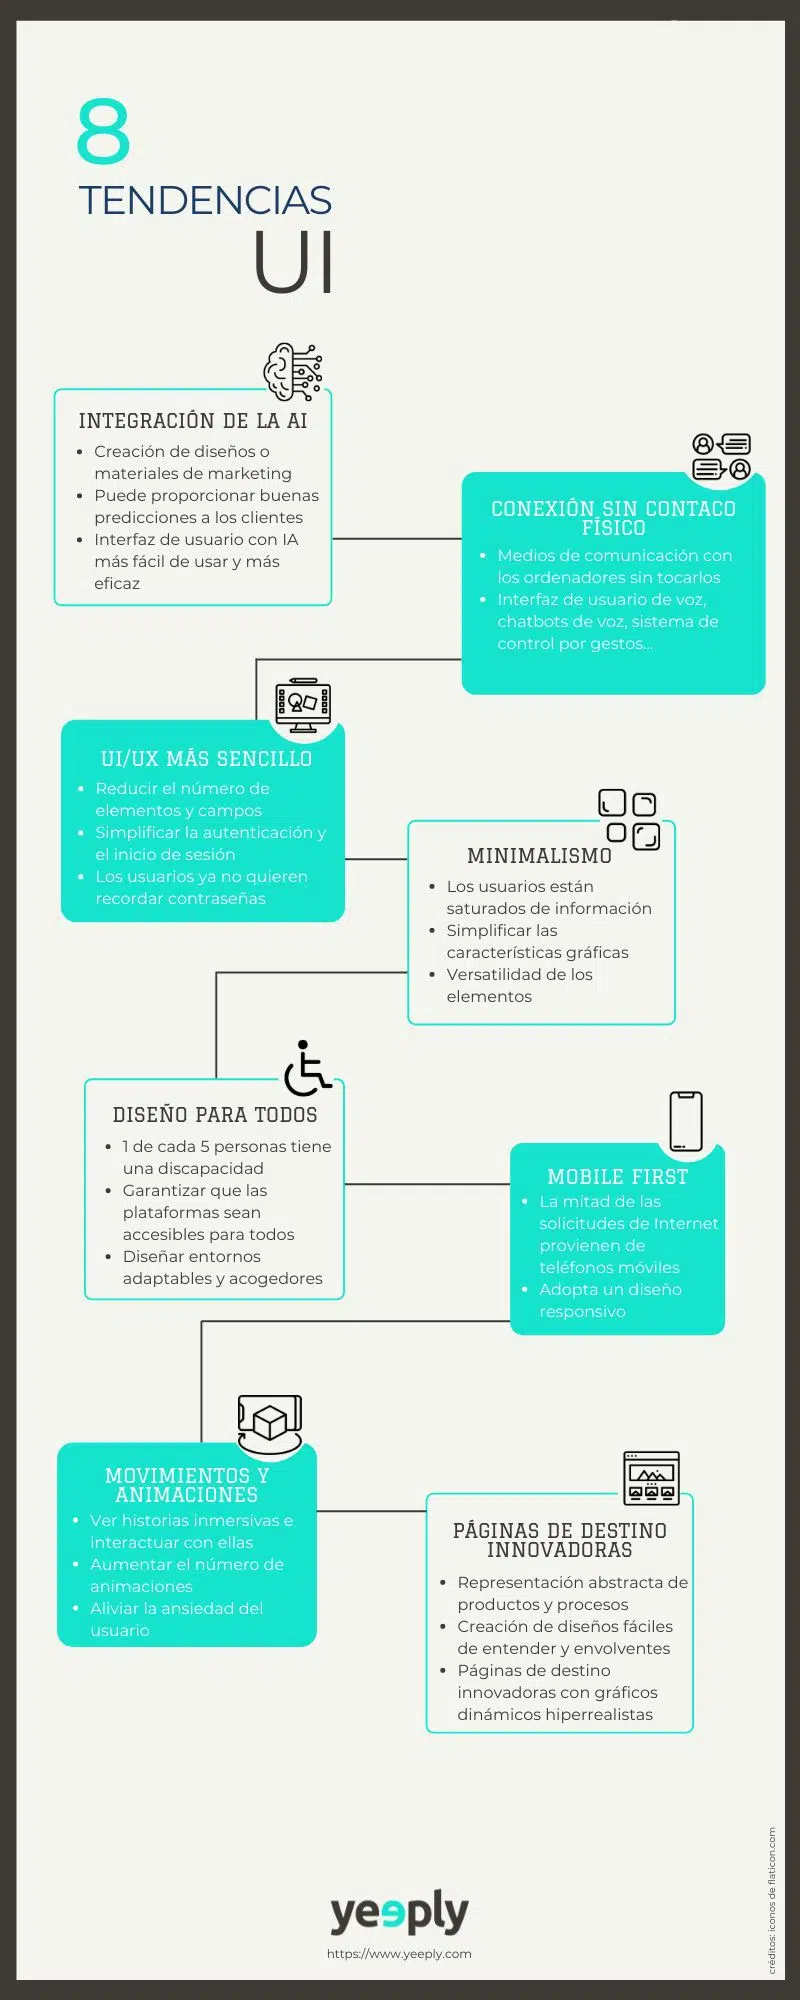 8
TENDENCIAS
UI
INTEGRACIÓN DE LA AI
• Creación de diseños o
materiales de marketing
• Puede proporcionar buenas
predicciones a los clientes
• Interfaz de usuario con IA
más fácil de usar y más
eficaz
CONEXIÓN SIN CONTACO
FÍSICO
• Medios de comunicación con
los ordenadores sin tocarlos
• Interfaz de usuario de voz,
chatbots de voz, sistema de
control por gestos...
UI/UX MÁS SENCILLO
• Reducir el número de
elementos y campos
• Simplificar la autenticación y
el inicio de sesión
• Los usuarios ya no quieren
recordar contraseñas
MINIMALISMO
• Los usuarios están
saturados de información
• Simplificar las
características gráficas
• Versatilidad de los
elementos
DISEÑO PARA TODOS
• 1 de cada 5 personas tiene
una discapacidad
• Garantizar que las
plataformas sean
accesibles para todos
• Diseñar entornos
adaptables y acogedores
MOBILE FIRST
• La mitad de las
solicitudes de Internet
provienen de
teléfonos móviles
• Adopta un diseño
responsivo
MOVIMIENTOS Y
ANIMACIONES
• Ver historias inmersivas e
interactuar con ellas
• Aumentar el número de
animaciones
• Aliviar la ansiedad del
usuario
PÁGINAS DE DESTINO
INNOVADORAS
• Representación abstracta de
productos y procesos
• Creación de diseños fáciles
de entender y envolventes
• Páginas de destino
innovadoras con gráficos
dinámicos hiperrealistas
yeeply
https://www.yeeply.com
créditos: iconos de flaticon.com